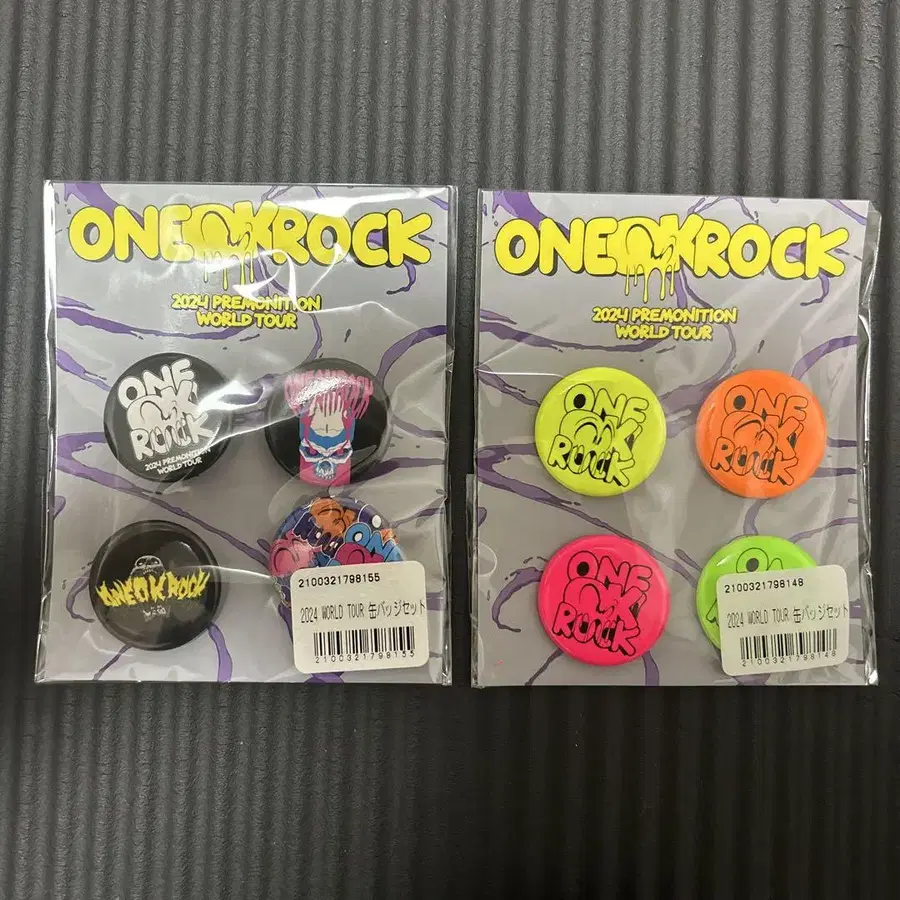 ONE OK ROCK
2024 PREMONITION
WORLD TOUR
ONE
OK
ROCK
2024 PREMONITION
WORLD TOUR
ONE OK ROCK
ONE OK ROCK
2100321798155
2024 WORLD TOUR 缶バッジセット
2100321798155
ONE OK ROCK
2024 PREMONITION
WORLD TOUR
ONE
OK
ROCK
ONE
OK
ROCK
ONE
OK
ROCK
2100321798148
2024 WORLD TOUR 缶バッジセット
2100321798148